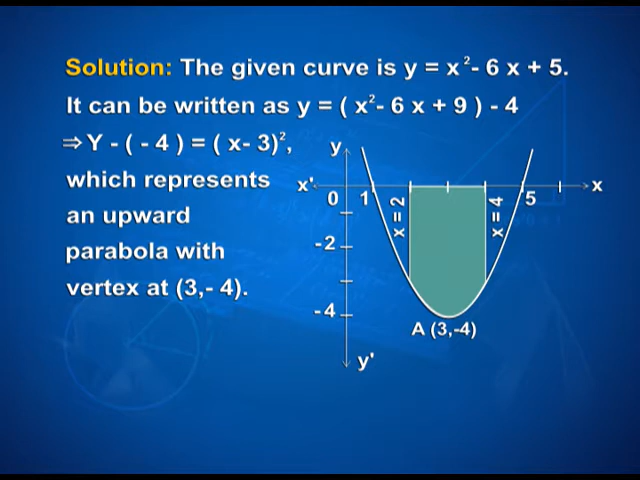 Solution: The given curve is y = x² - 6 x + 5.
It can be written as y = ( x² - 6 x + 9 ) - 4
⇒ Y - ( - 4 ) = ( x- 3)²,
which represents
an upward
parabola with
vertex at (3,- 4).
y
x'
0
1
x = 2
x = 4
5
x
-2
-4
A (3,-4)
y'